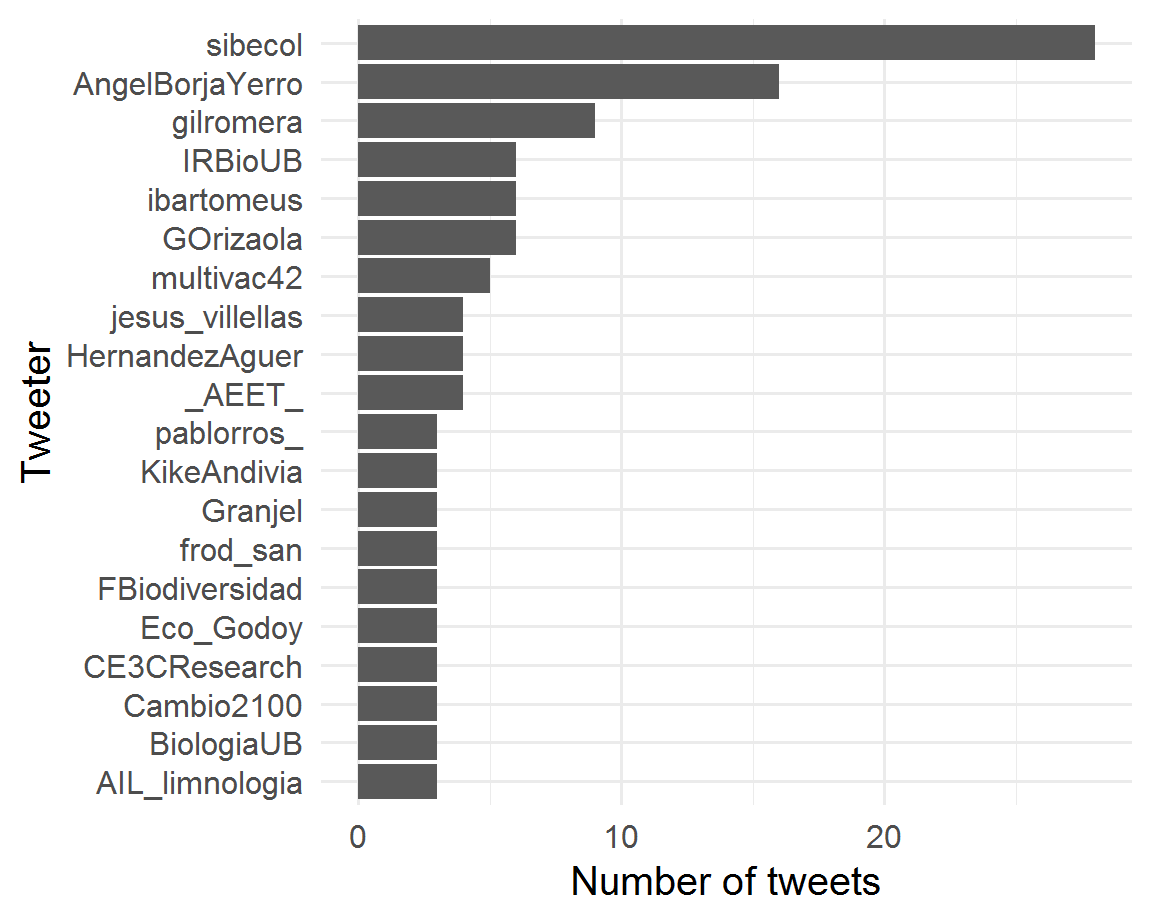 sibecol
AngelBorjaYerro
gilromera
IRBioUB
ibartomeus
GOrizaola
multivac42
jesus_villellas
HernandezAguer
_AEET_
pablorros_
KikeAndivia
Granjel
frod_san
FBiodiversidad
Eco_Godoy
CE3CResearch
Cambio2100
BiologiaUB
AIL_limnologia
Tweeter
0 10 20
Number of tweets